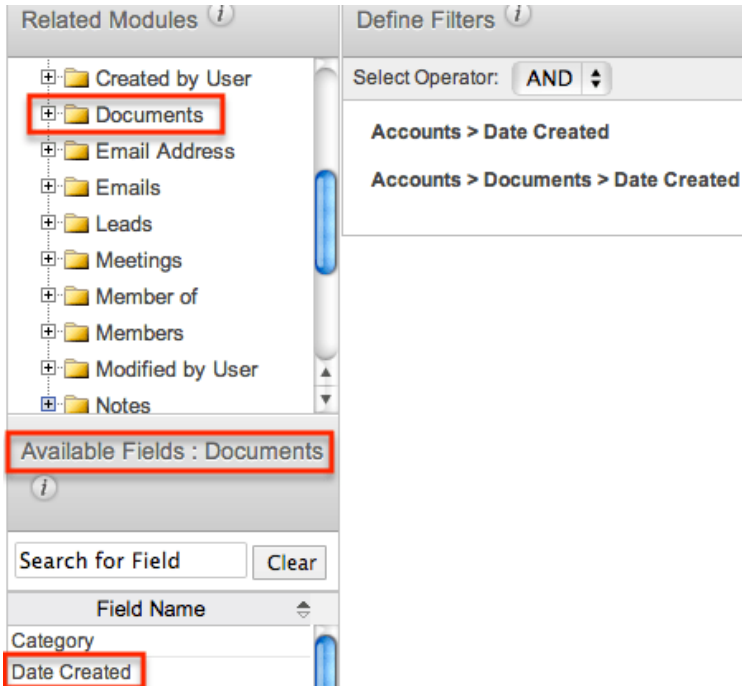 Related Modules i
Created by User
Documents
Email Address
Emails
Leads
Meetings
Member of
Members
Modified by User
Notes
Available Fields : Documents
i
Search for Field Clear
Field Name
Category
Date Created
Define Filters i
Select Operator: AND
Accounts > Date Created
Accounts > Documents > Date Created